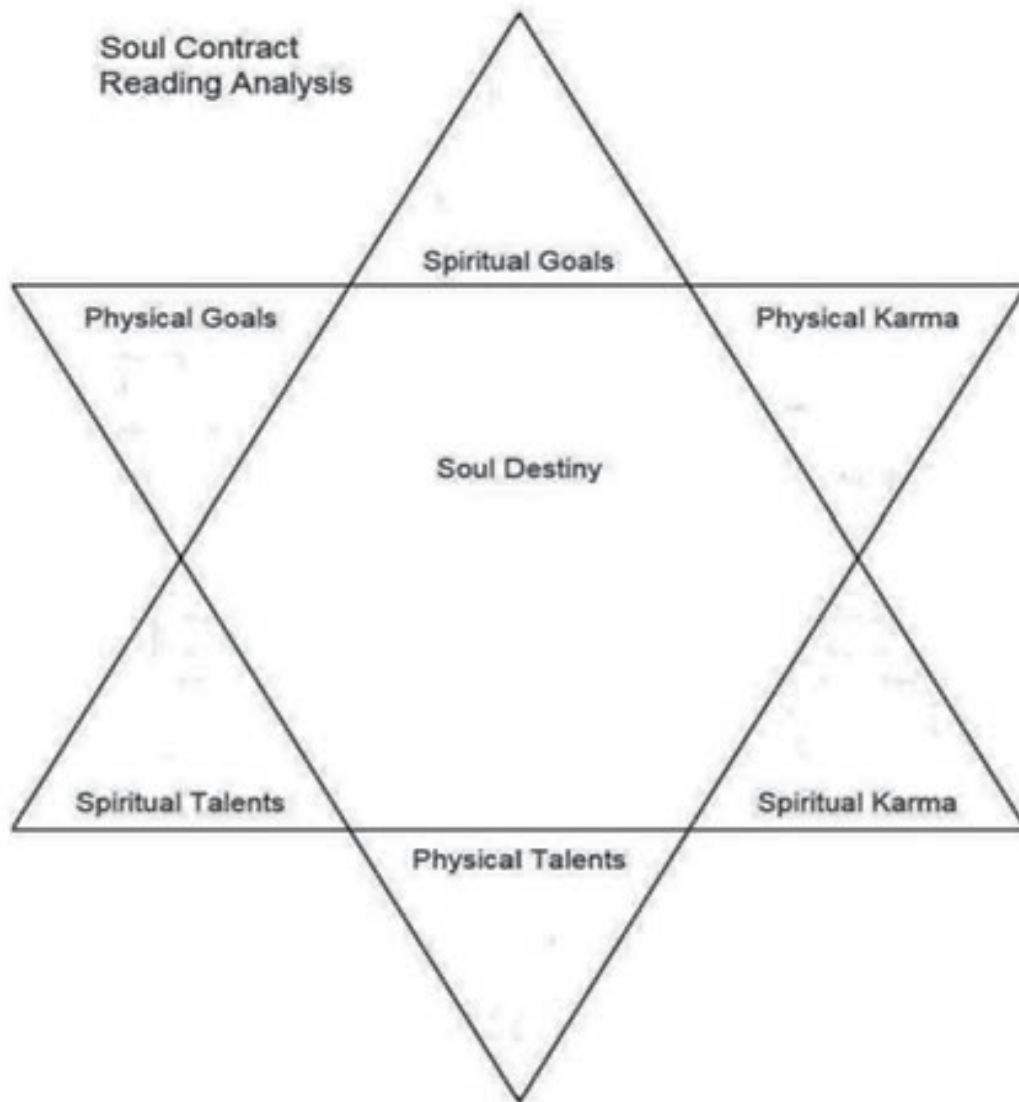 Soul Contract
Reading Analysis
Spiritual Goals
Physical Goals
Physical Karma
Soul Destiny
Spiritual Talents
Spiritual Karma
Physical Talents